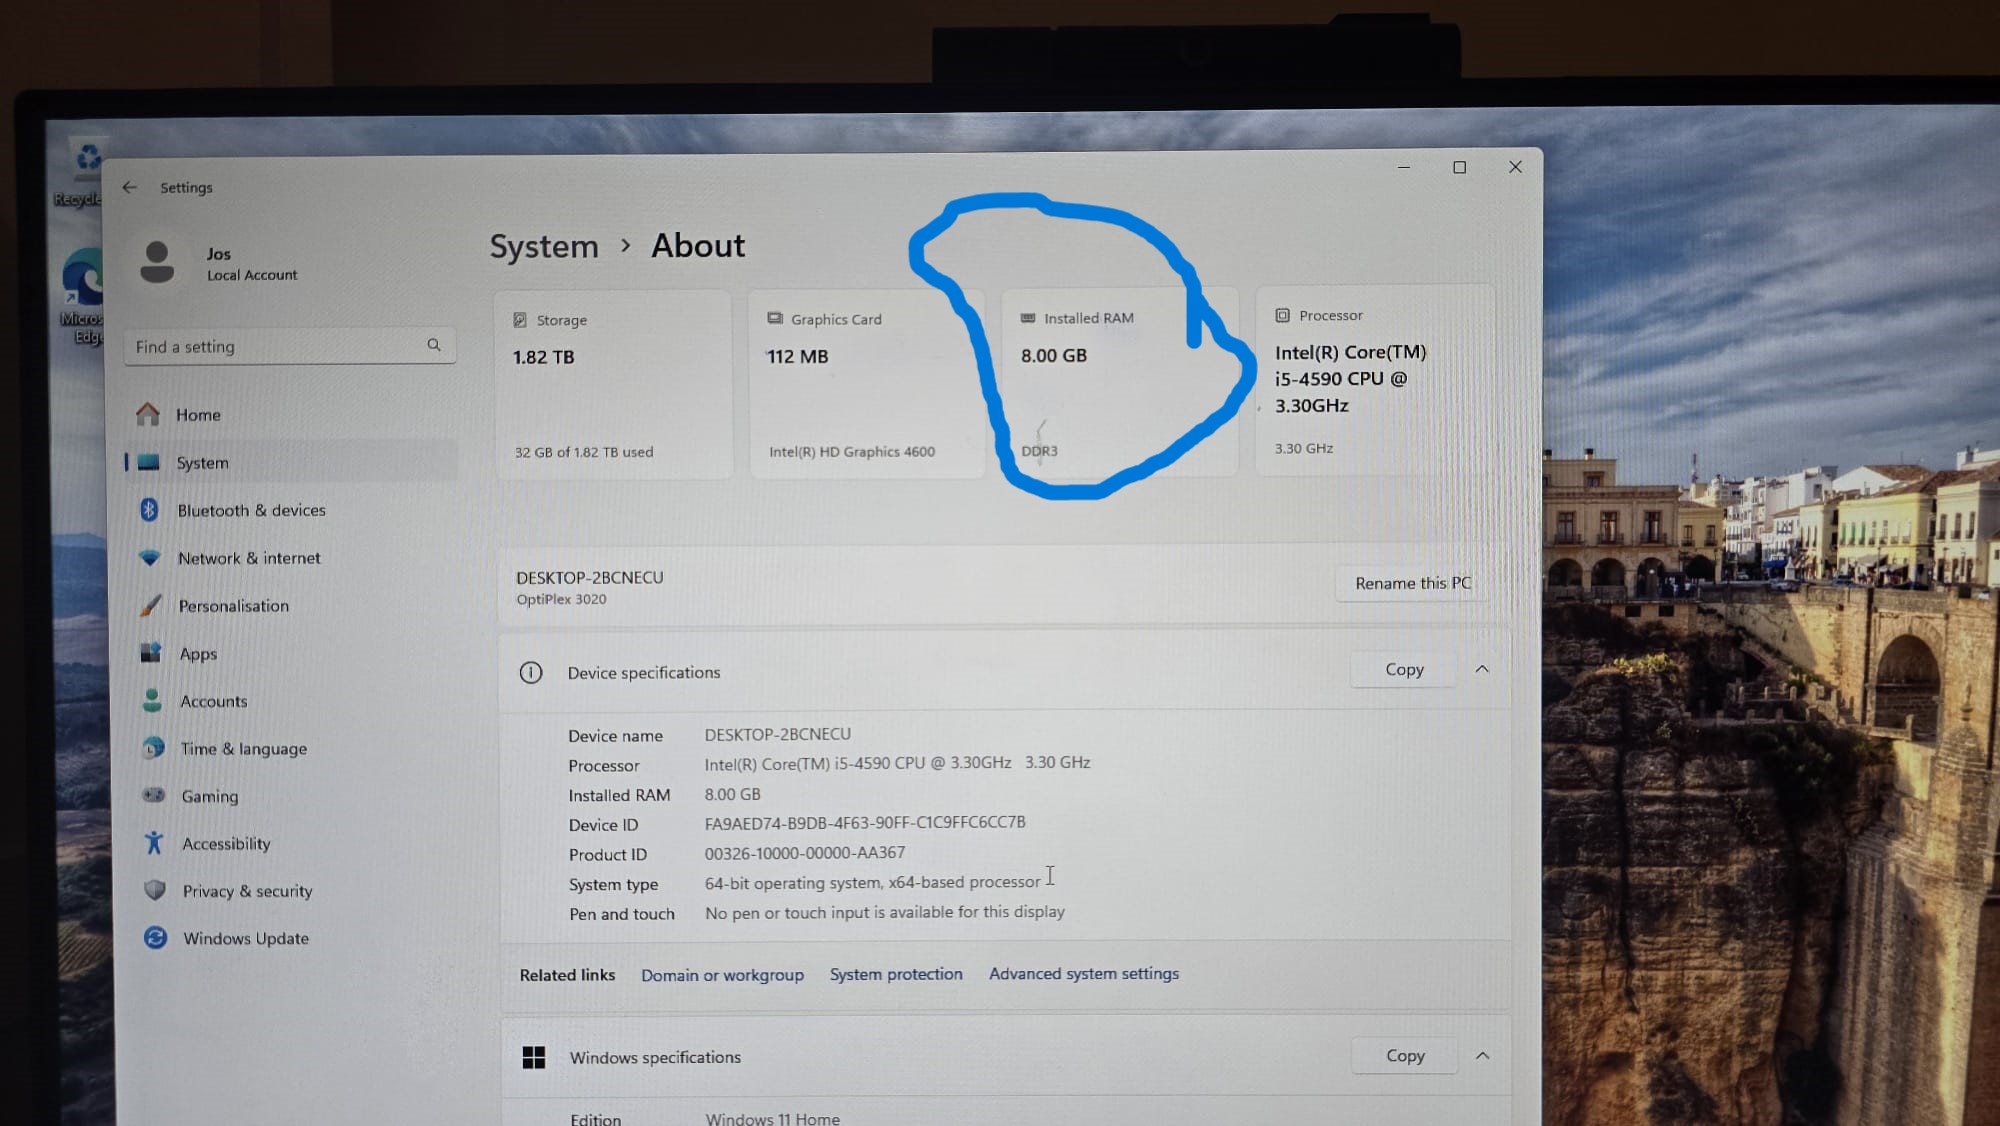 Recycle
Micros
Edge
Settings
Jos
Local Account
Find a setting
Home
System
Bluetooth & devices
Network & internet
Personalisation
Apps
Accounts
Time & language
Gaming
Accessibility
Privacy & security
Windows Update
System > About
Storage
1.82 TB
32 GB of 1.82 TB used
Graphics Card
112 MB
Intel(R) HD Graphics 4600
Installed RAM
8.00 GB
DDR3
Processor
Intel(R) Core(TM)
i5-4590 CPU @
3.30GHz
3.30 GHz
DESKTOP-2BCNECU
OptiPlex 3020
Rename this PC
Device specifications
Copy
Device name DESKTOP-2BCNECU
Processor Intel(R) Core(TM) i5-4590 CPU @ 3.30GHz 3.30 GHz
Installed RAM 8.00 GB
Device ID FA9AED74-B9DB-4F63-90FF-C1C9FFC6CC7B
Product ID 00326-10000-00000-AA367
System type 64-bit operating system, x64-based processor
Pen and touch No pen or touch input is available for this display
Related links Domain or workgroup System protection Advanced system settings
Windows specifications
Copy
Edition Windows 11 Home